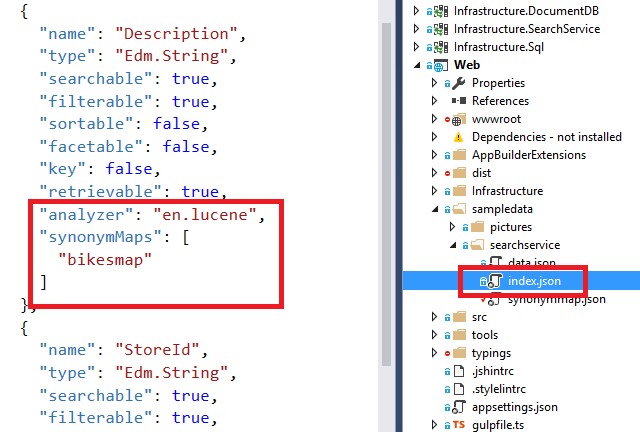 {
"name": "Description",
"type": "Edm.String",
"searchable": true,
"filterable": true,
"sortable": false,
"facetable": false,
"key": false,
"retrievable": true,
"analyzer": "en.lucene",
"synonymMaps": [
"bikesmap"
]
},
{
"name": "StoreId",
"type": "Edm.String",
"searchable": true,
"filterable": true,
Infrastructure.DocumentDB
Infrastructure.SearchService
Infrastructure.Sql
Web
Properties
References
wwwroot
Dependencies - not installed
AppBuilderExtensions
dist
Infrastructure
sampledata
pictures
searchservice
data.json
index.json
synonymmap.json
src
tools
typings
.jshintrc
.stylelintrc
appsettings.json
TS gulpfile.ts